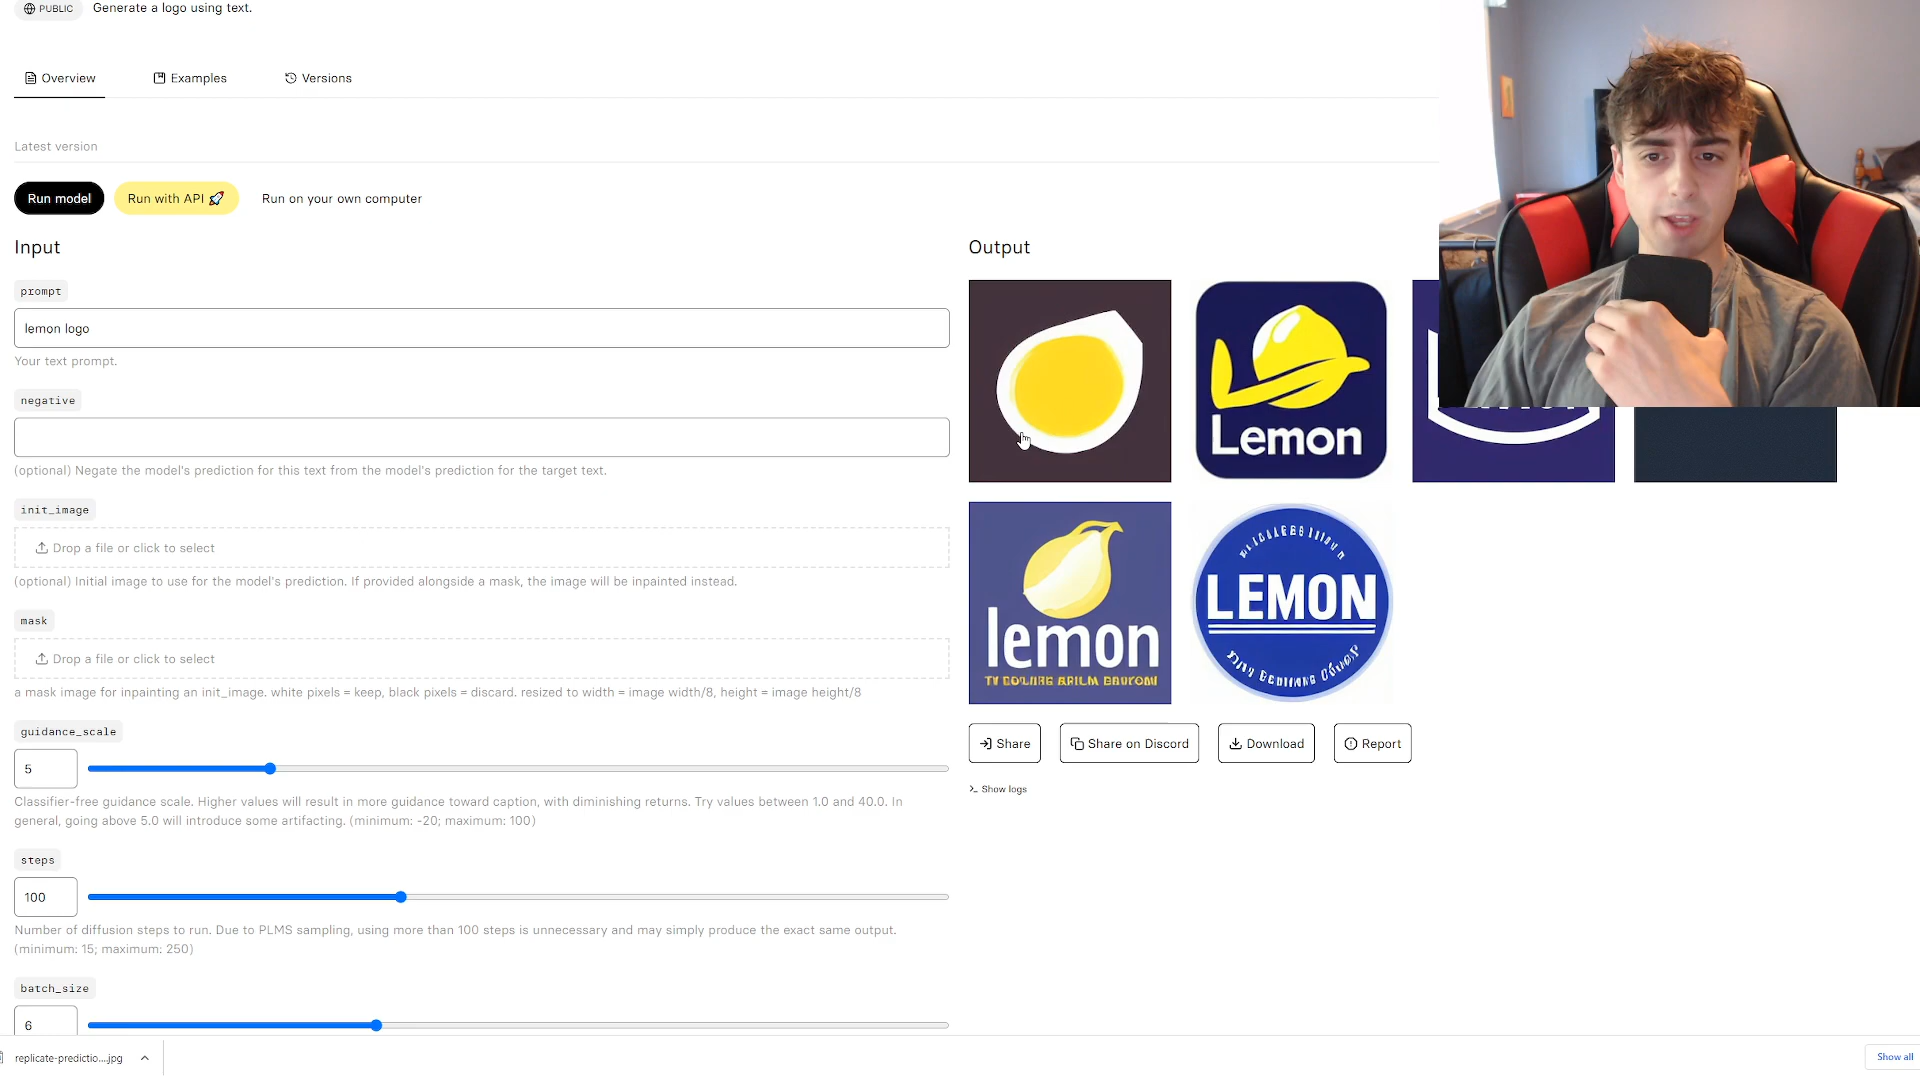 PUBLIC Generate a logo using text.
Overview Examples Versions
Latest version
Run model Run with API 🚀 Run on your own computer
Input
prompt
lemon logo
Your text prompt.
negative
(optional) Negate the model's prediction for this text from the model's prediction for the target text.
init_image
Drop a file or click to select
(optional) Initial image to use for the model's prediction. If provided alongside a mask, the image will be inpainted instead.
mask
Drop a file or click to select
a mask image for inpainting an init_image. white pixels = keep, black pixels = discard. resized to width = image width/8, height = image height/8
guidance_scale
5
Classifier-free guidance scale. Higher values will result in more guidance toward caption, with diminishing returns. Try values between 1.0 and 40.0. In
general, going above 5.0 will introduce some artifacting. (minimum: -20; maximum: 100)
steps
100
Number of diffusion steps to run. Due to PLMS sampling, using more than 100 steps is unnecessary and may simply produce the exact same output.
(minimum: 15; maximum: 250)
batch_size
6
Output
Lemon
lemon
LEMON
Share Share on Discord Download Report
Show logs
replicate-predictio....jpg
Show all